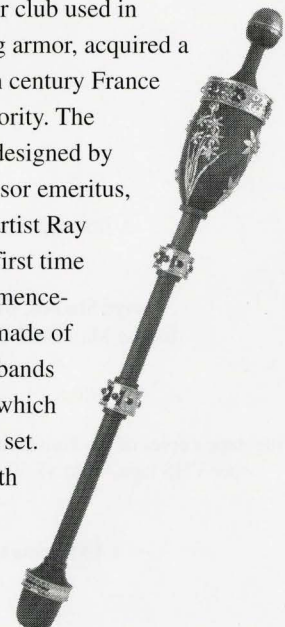 r club used in
g armor, acquired a
n century France
ority. The
designed by
sor emeritus,
rtist Ray
first time
mence-
made of
bands
which
set.
th